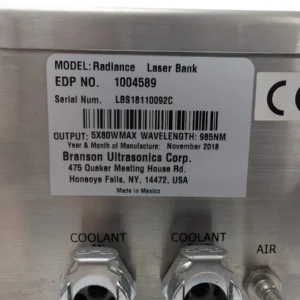 MODEL: Radiance Laser Bank
EDP NO. 1004589
Serial Num. LBS18110092C
OUTPUT: 5X80WMAX WAVELENGTH: 985NM
Year & Month of Manufacture: November 2018
Branson Ultrasonics Corp.
475 Quaker Meeting House Rd.
Honeoye Falls, NY, 14472, USA
Made in Mexico
CE
COOLANT COOLANT
AIR